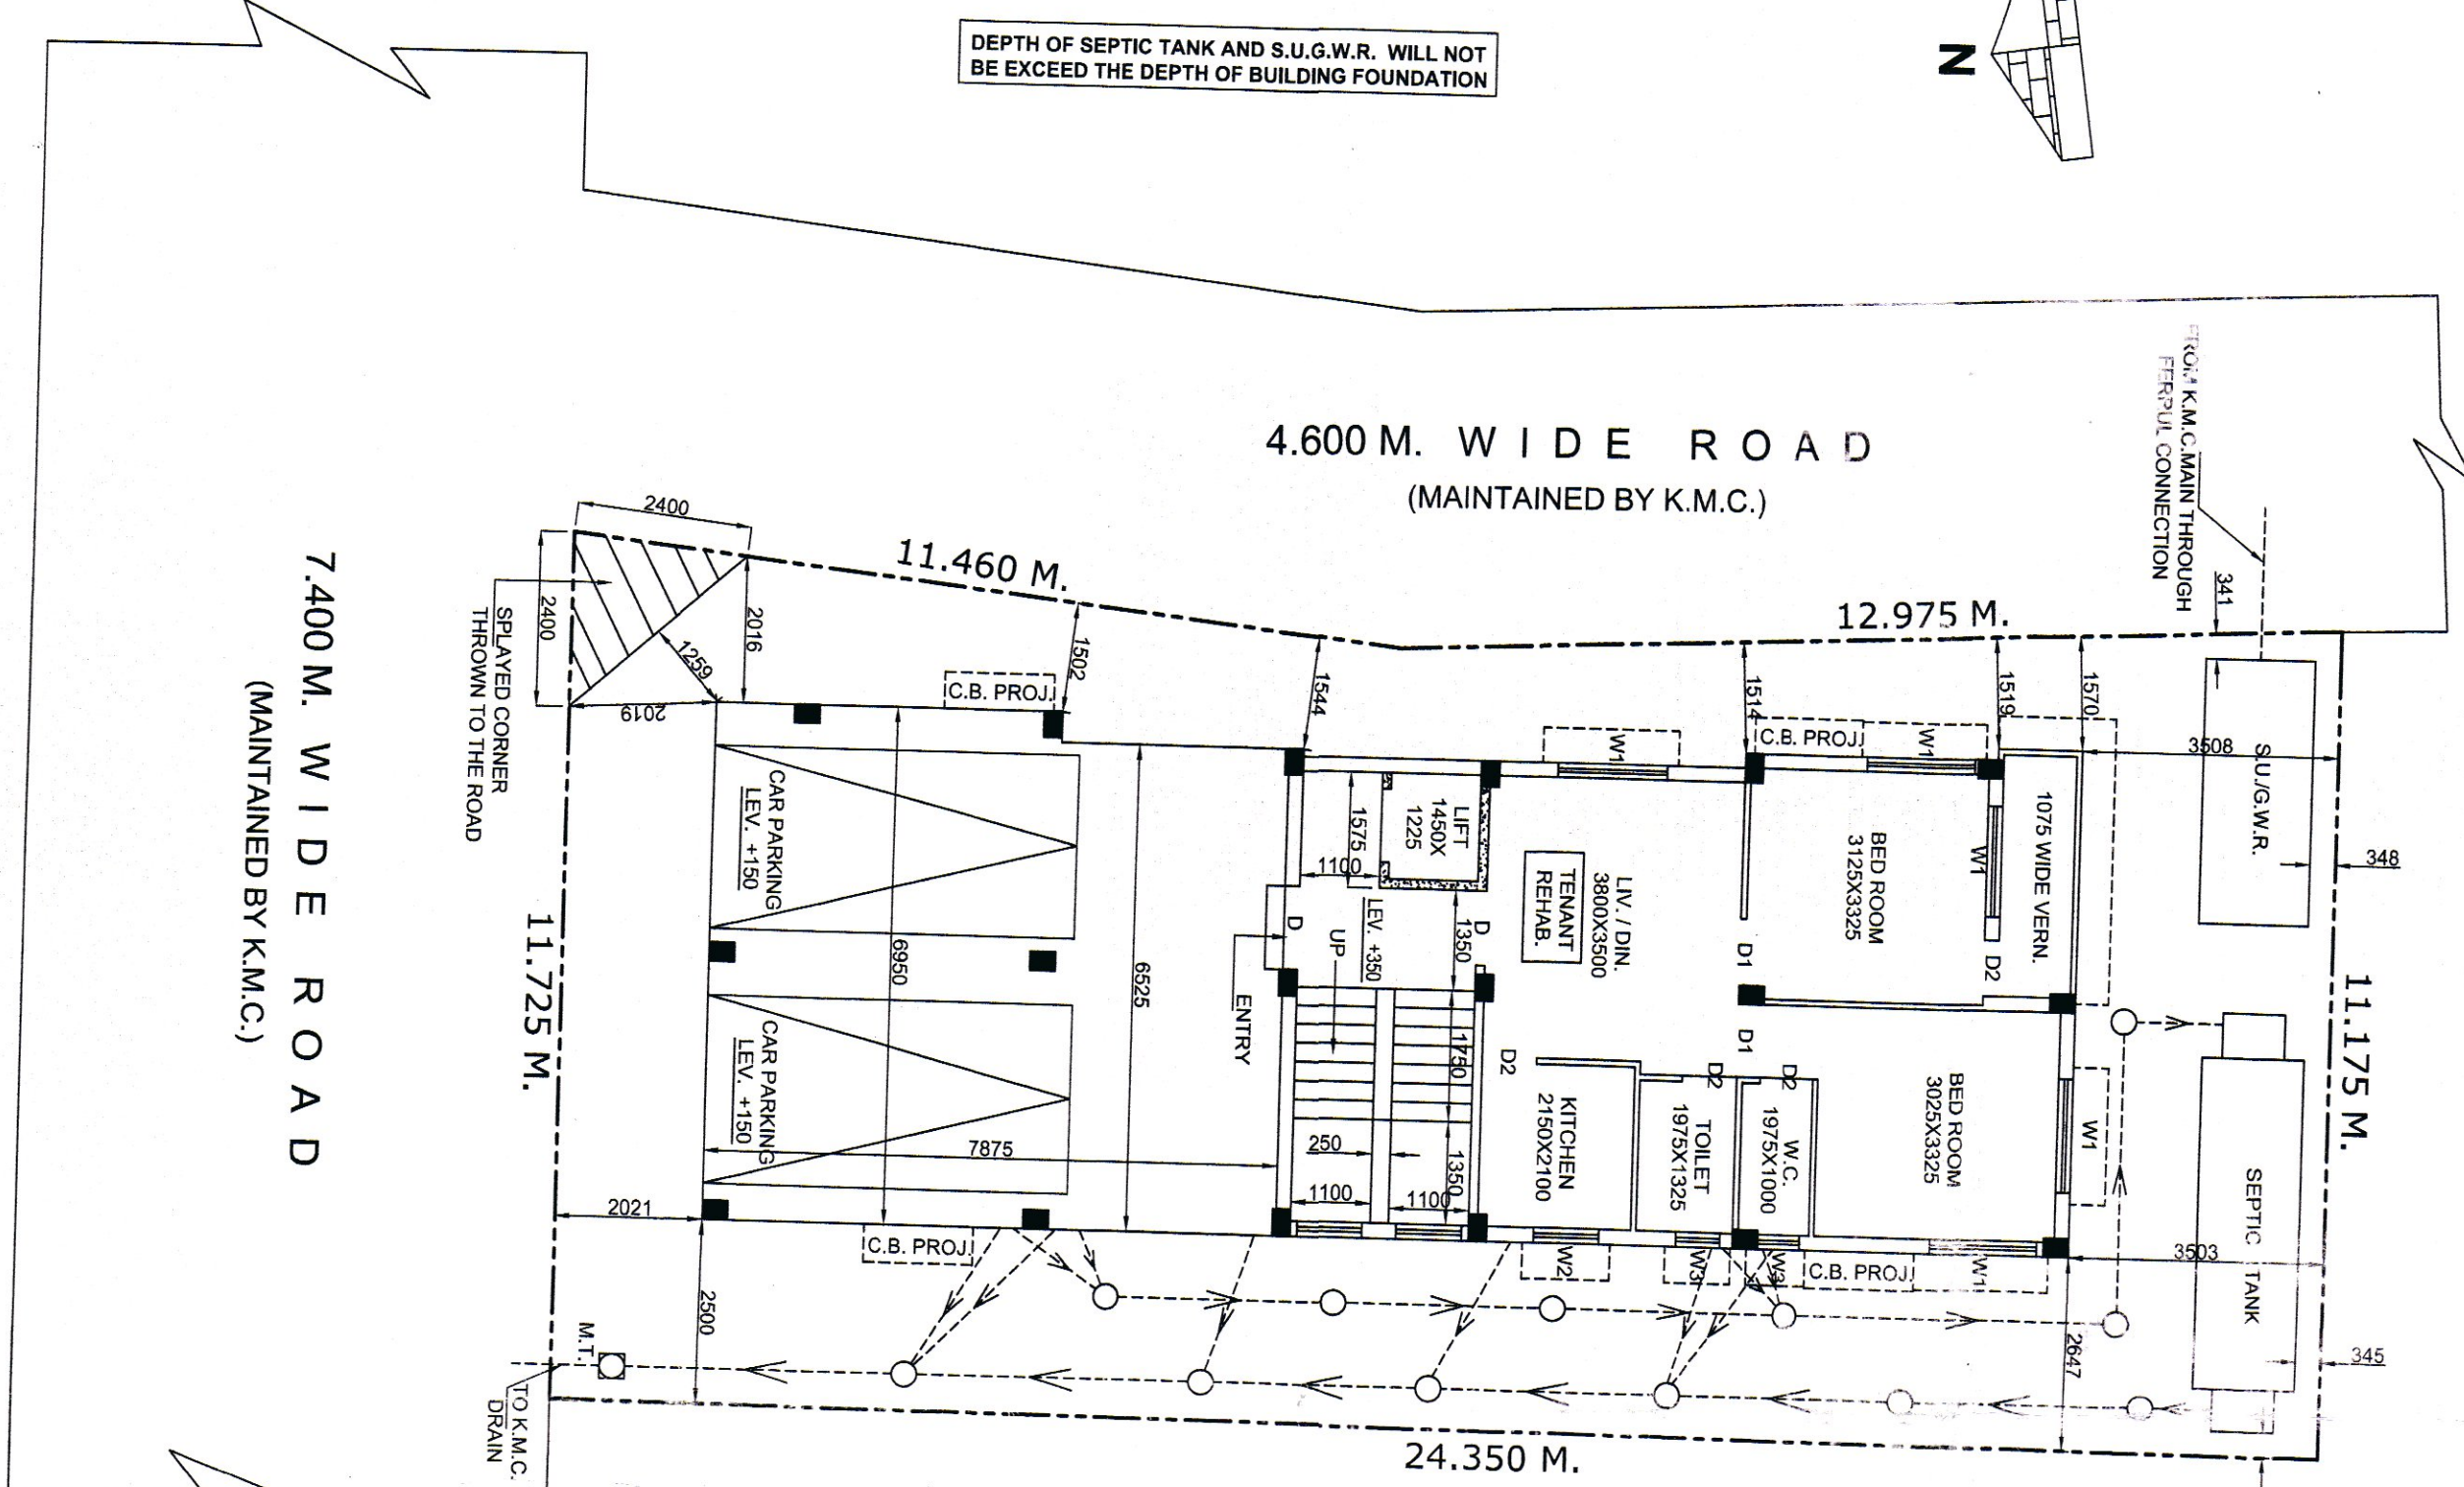 DEPTH OF SEPTIC TANK AND S.U.G.W.R. WILL NOT
BE EXCEED THE DEPTH OF BUILDING FOUNDATION
N
FROM K.M.C.MAIN THROUGH
FERRUL CONNECTION
4.600 M. WIDE ROAD
(MAINTAINED BY K.M.C.)
7.400 M. WIDE ROAD
(MAINTAINED BY K.M.C.)
2400
2400
SPLAYED CORNER
THROWN TO THE ROAD
11.460 M.
12.975 M.
341
2016
1259
2019
1502
1544
1514
1519
1570
3508
S.U./G.W.R.
348
C.B. PROJ.
W1
C.B. PROJ.
W1
CAR PARKING
LEV. +150
6950
6525
1575
LIFT
1450X
1225
1100
D
LEV. +350
UP
1350
D
ENTRY
LIV. / DIN.
3800X3500
TENANT
REHAB.
BED ROOM
3125X3325
W1
1075 WIDE VERN.
D1
D2
D1
11.725 M.
11.175 M.
CAR PARKING
LEV. +150
7875
1750
250
1350
1100
1100
D2
KITCHEN
2150X2100
D2
TOILET
1975X1325
D2
W.C.
1975X1000
BED ROOM
3025X3325
W1
SEPTIC TANK
2021
2500
C.B. PROJ.
W2
W3
W3
C.B. PROJ.
W1
3503
2647
345
M.T.
TO K.M.C.
DRAIN
24.350 M.